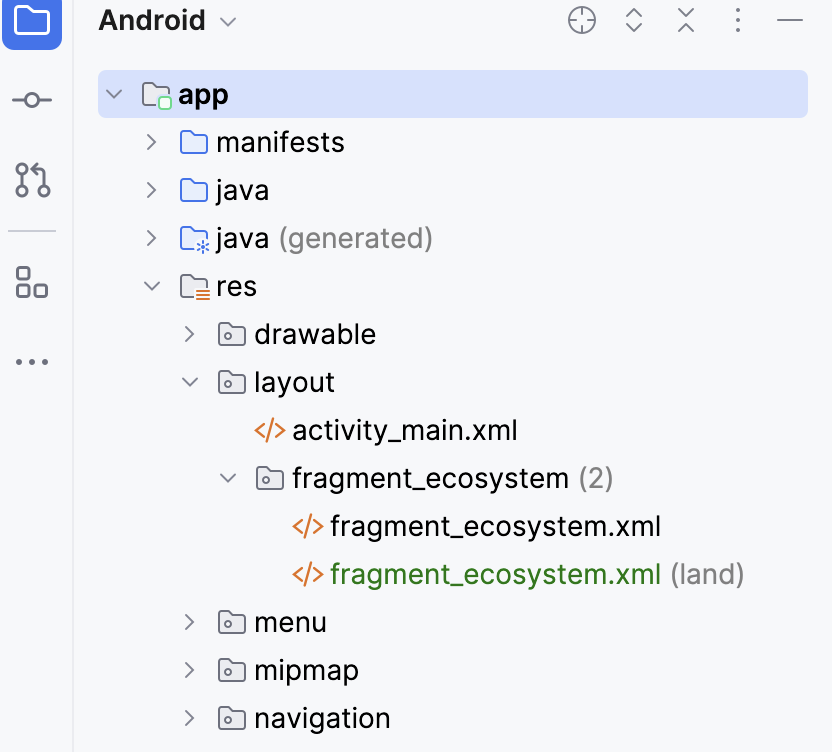 Android
app
manifests
java
java (generated)
res
drawable
layout
activity_main.xml
fragment_ecosystem (2)
fragment_ecosystem.xml
fragment_ecosystem.xml (land)
menu
mipmap
navigation